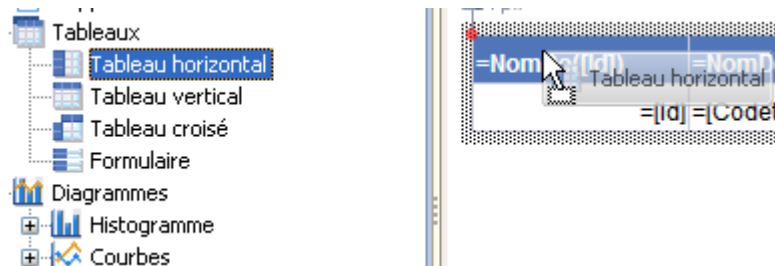 Tableaux
Tableau horizontal
Tableau vertical
Tableau croisé
Formulaire
Diagrammes
Histogramme
Courbes
Tableau horizontal
=[Id] =[Codet